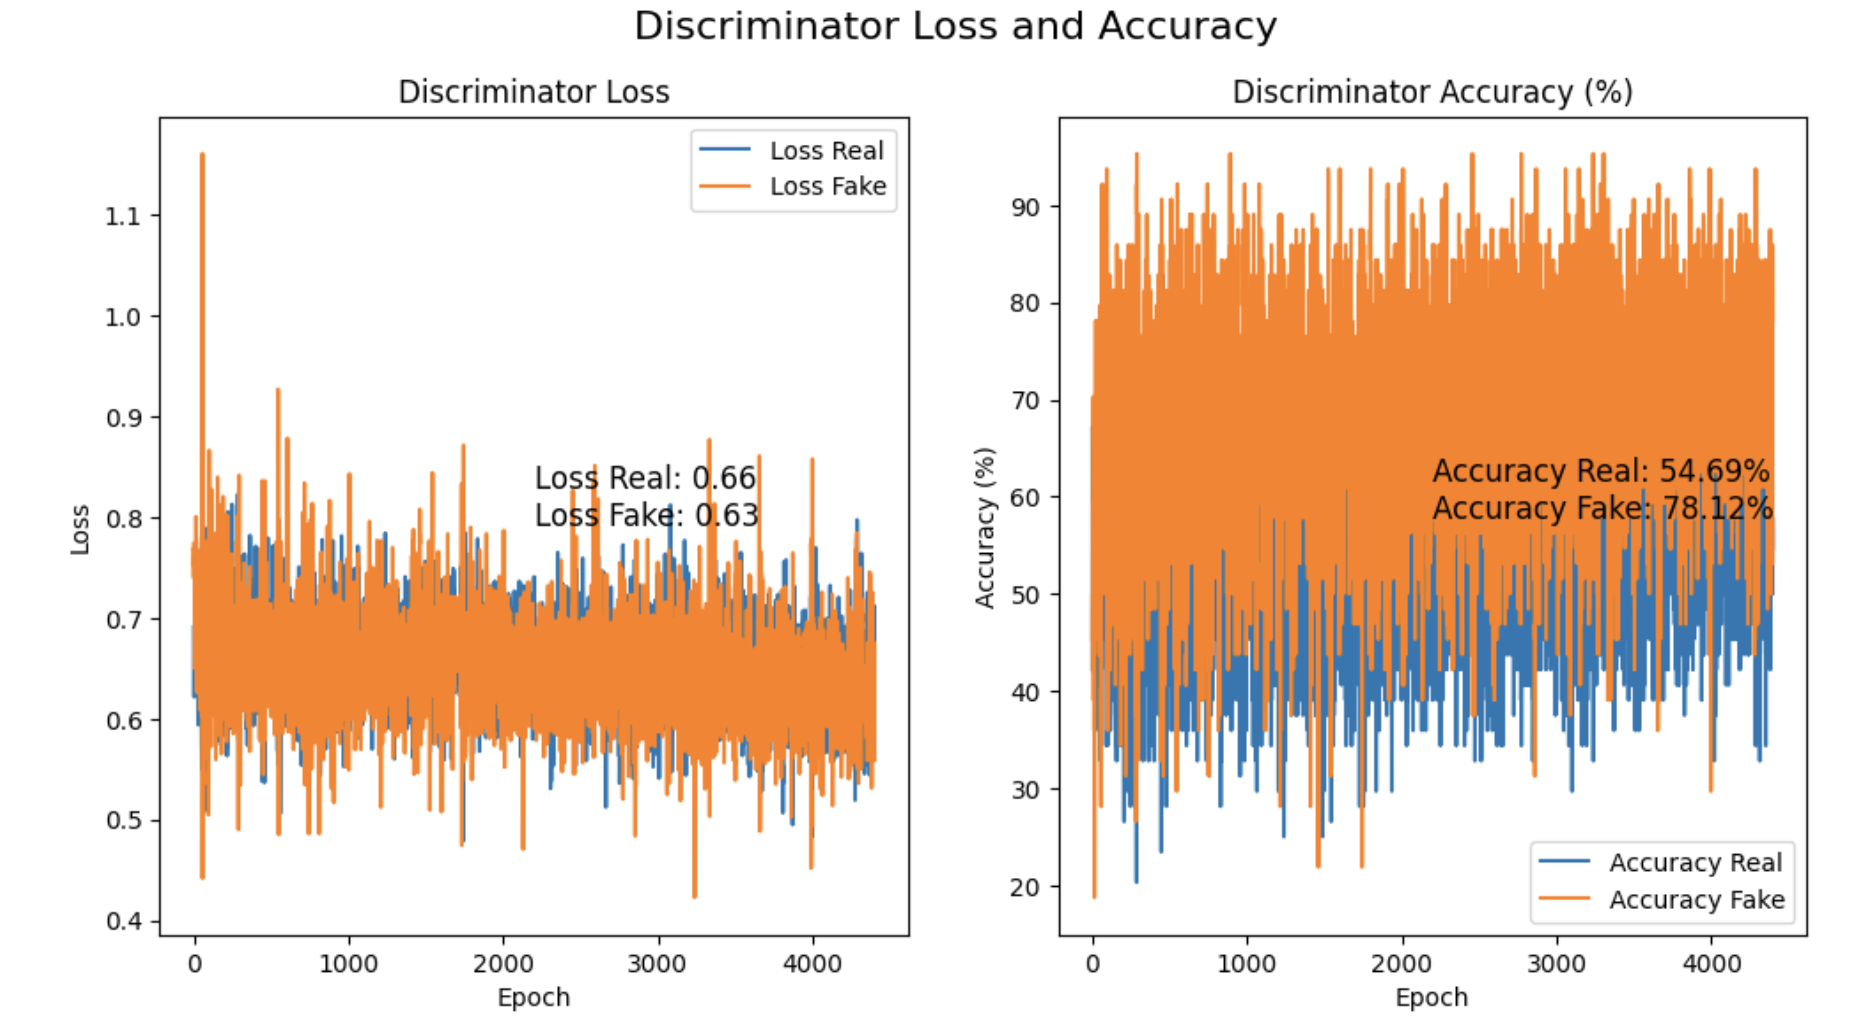 Discriminator Loss and Accuracy
Discriminator Loss
Loss Real
Loss Fake
1.1
1.0
0.9
0.8
0.7
0.6
0.5
0.4
Loss
Loss Real: 0.66
Loss Fake: 0.63
0 1000 2000 3000 4000
Epoch
Discriminator Accuracy (%)
90
80
70
60
50
40
30
20
Accuracy (%)
Accuracy Real: 54.69%
Accuracy Fake: 78.12%
Accuracy Real
Accuracy Fake
0 1000 2000 3000 4000
Epoch